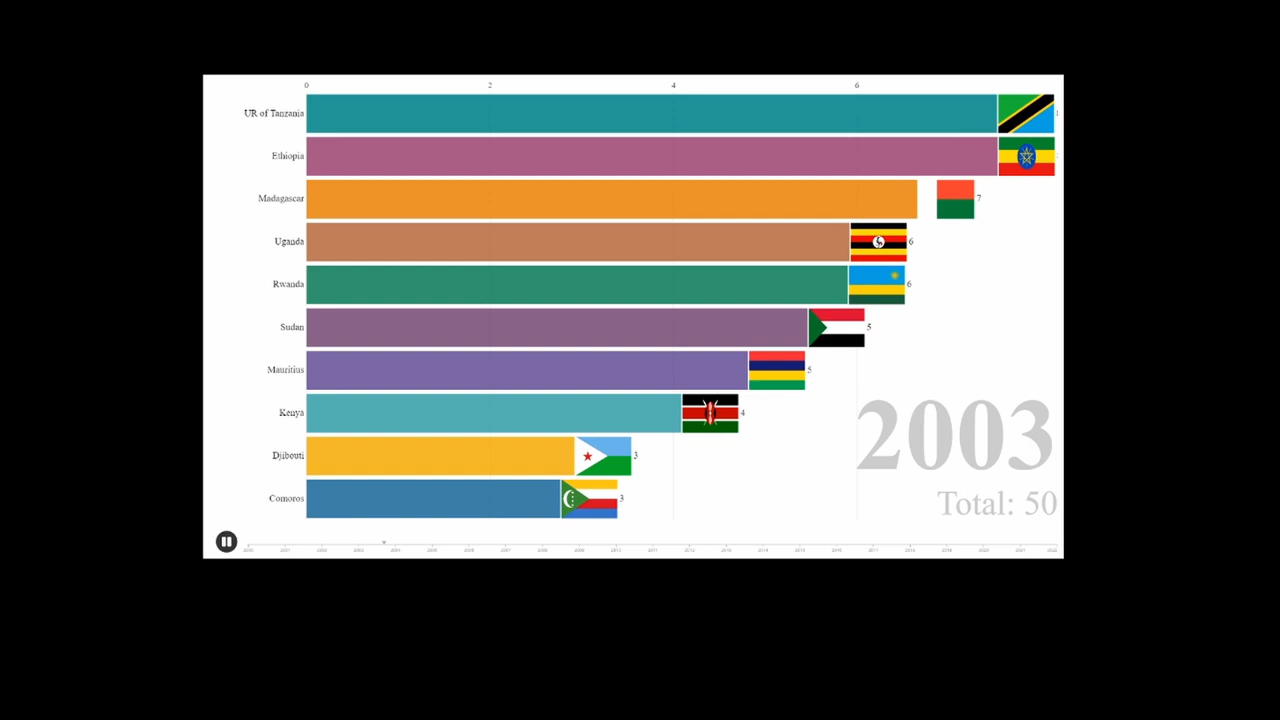 0 2 4 6
UR of Tanzania
Ethiopia
Madagascar 7
Uganda 6
Rwanda 6
Sudan 5
Mauritius 5
Kenya 4
Djibouti 3
Comoros 3
2003
Total: 50